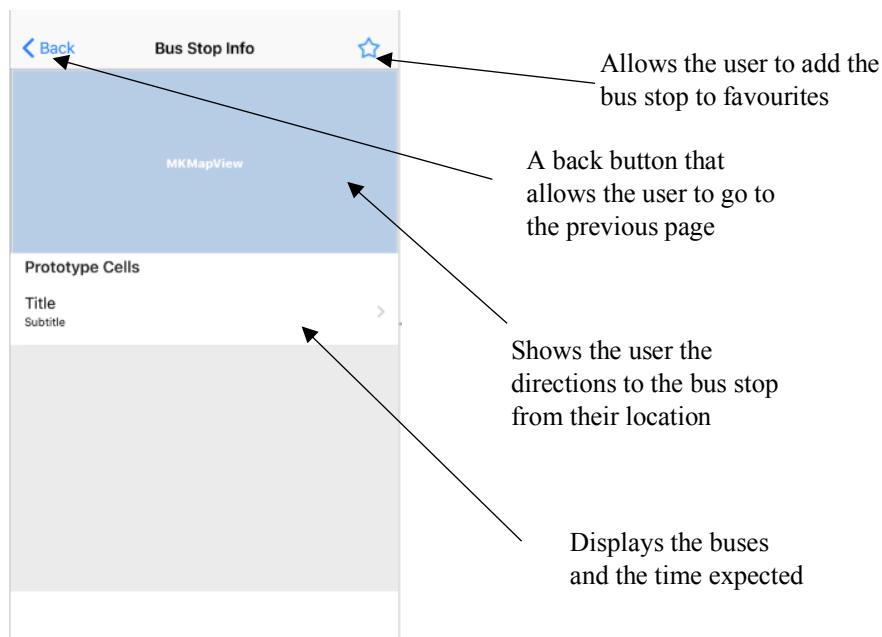 Back
Bus Stop Info
Allows the user to add the
bus stop to favourites
MKMapView
A back button that
allows the user to go to
the previous page
Prototype Cells
Title
Subtitle
Shows the user the
directions to the bus stop
from their location
Displays the buses
and the time expected